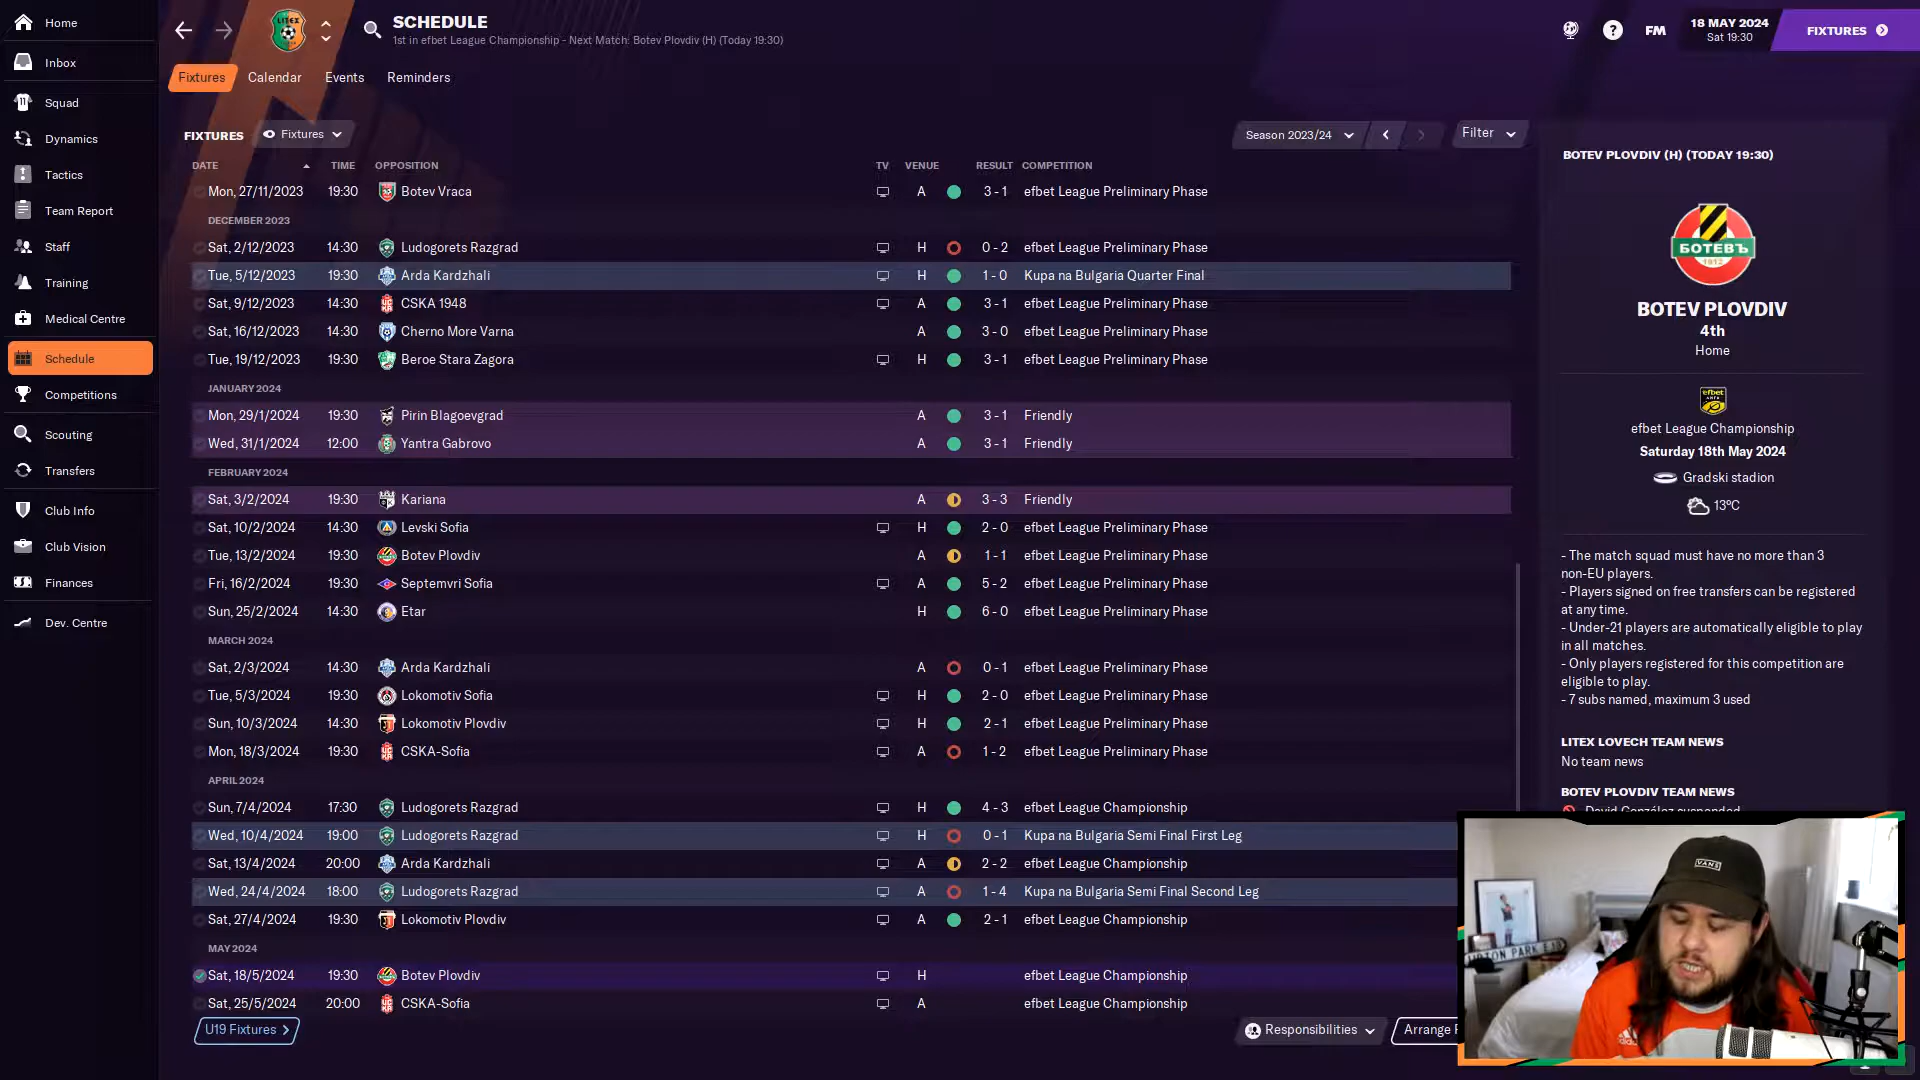 Home
Inbox
Squad
Dynamics
Tactics
Team Report
Staff
Training
Medical Centre
Schedule
Competitions
Scouting
Transfers
Club Info
Club Vision
Finances
Dev. Centre
LITEX
SCHEDULE
1st in efbet League Championship - Next Match: Botev Plovdiv (H) (Today 19:30)
FM
18 MAY 2024
Sat 19:30
FIXTURES
Fixtures Calendar Events Reminders
FIXTURES Fixtures
Season 2023/24
Filter
DATE TIME OPPOSITION TV VENUE RESULT COMPETITION
Mon, 27/11/2023 19:30 Botev Vraca A 3 - 1 efbet League Preliminary Phase
DECEMBER 2023
Sat, 2/12/2023 14:30 Ludogorets Razgrad H 0 - 2 efbet League Preliminary Phase
Tue, 5/12/2023 19:30 Arda Kardzhali H 1 - 0 Kupa na Bulgaria Quarter Final
Sat, 9/12/2023 14:30 CSKA 1948 A 3 - 1 efbet League Preliminary Phase
Sat, 16/12/2023 14:30 Cherno More Varna A 3 - 0 efbet League Preliminary Phase
Tue, 19/12/2023 19:30 Beroe Stara Zagora H 3 - 1 efbet League Preliminary Phase
JANUARY 2024
Mon, 29/1/2024 19:30 Pirin Blagoevgrad A 3 - 1 Friendly
Wed, 31/1/2024 12:00 Yantra Gabrovo A 3 - 1 Friendly
FEBRUARY 2024
Sat, 3/2/2024 19:30 Kariana A 3 - 3 Friendly
Sat, 10/2/2024 14:30 Levski Sofia H 2 - 0 efbet League Preliminary Phase
Tue, 13/2/2024 19:30 Botev Plovdiv A 1 - 1 efbet League Preliminary Phase
Fri, 16/2/2024 19:30 Septemvri Sofia A 5 - 2 efbet League Preliminary Phase
Sun, 25/2/2024 14:30 Etar H 6 - 0 efbet League Preliminary Phase
MARCH 2024
Sat, 2/3/2024 14:30 Arda Kardzhali A 0 - 1 efbet League Preliminary Phase
Tue, 5/3/2024 19:30 Lokomotiv Sofia H 2 - 0 efbet League Preliminary Phase
Sun, 10/3/2024 14:30 Lokomotiv Plovdiv H 2 - 1 efbet League Preliminary Phase
Mon, 18/3/2024 19:30 CSKA-Sofia A 1 - 2 efbet League Preliminary Phase
APRIL 2024
Sun, 7/4/2024 17:30 Ludogorets Razgrad H 4 - 3 efbet League Championship
Wed, 10/4/2024 19:00 Ludogorets Razgrad H 0 - 1 Kupa na Bulgaria Semi Final First Leg
Sat, 13/4/2024 20:00 Arda Kardzhali A 2 - 2 efbet League Championship
Wed, 24/4/2024 18:00 Ludogorets Razgrad A 1 - 4 Kupa na Bulgaria Semi Final Second Leg
Sat, 27/4/2024 19:30 Lokomotiv Plovdiv A 2 - 1 efbet League Championship
MAY 2024
Sat, 18/5/2024 19:30 Botev Plovdiv H efbet League Championship
Sat, 25/5/2024 20:00 CSKA-Sofia A efbet League Championship
U19 Fixtures
Responsibilities
Arrange
BOTEV PLOVDIV (H) (TODAY 19:30)
БОТЕВЪ
1912
BOTEV PLOVDIV
4th
Home
efbet
efbet League Championship
Saturday 18th May 2024
Gradski stadion
13°C
- The match squad must have no more than 3
non-EU players.
- Players signed on free transfers can be registered
at any time.
- Under-21 players are automatically eligible to play
in all matches.
- Only players registered for this competition are
eligible to play.
- 7 subs named, maximum 3 used
LITEX LOVECH TEAM NEWS
No team news
BOTEV PLOVDIV TEAM NEWS
David González suspended
VANS